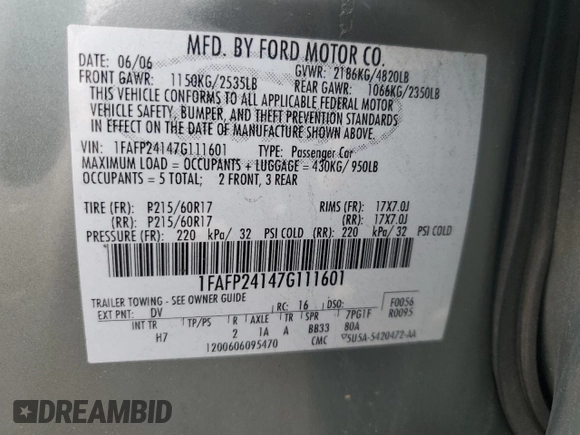 MFD. BY FORD MOTOR CO.
DATE: 06/06 GVWR: 2186KG/4820LB
FRONT GAWR: 1150KG/2535LB REAR GAWR: 1066KG/2350LB
THIS VEHICLE CONFORMS TO ALL APPLICABLE FEDERAL MOTOR
VEHICLE SAFETY, BUMPER, AND THEFT PREVENTION STANDARDS
IN EFFECT ON THE DATE OF MANUFACTURE SHOWN ABOVE.
VIN: 1FAFP24147G111601 TYPE: Passenger Car
MAXIMUM LOAD = OCCUPANTS + LUGGAGE = 430KG/ 950LB
OCCUPANTS = 5 TOTAL; 2 FRONT, 3 REAR
TIRE (FR): P215/60R17 RIMS (FR): 17X7.0J
(RR): P215/60R17 (RR): 17X7.0J
PRESSURE (FR): 220 kPa/ 32 PSI COLD (RR): 220 kPa/ 32 PSI COLD
1FAFP24147G111601
TRAILER TOWING - SEE OWNER GUIDE F0056
EXT PNT: DV RC: 16 DSO: R0095
INT TR TP/PS R AXLE TR SPR 7PG1F
H7 2 1A A BB33 80A
1200606095470 CMC 5U5A-5420472-AA
DREAMBID